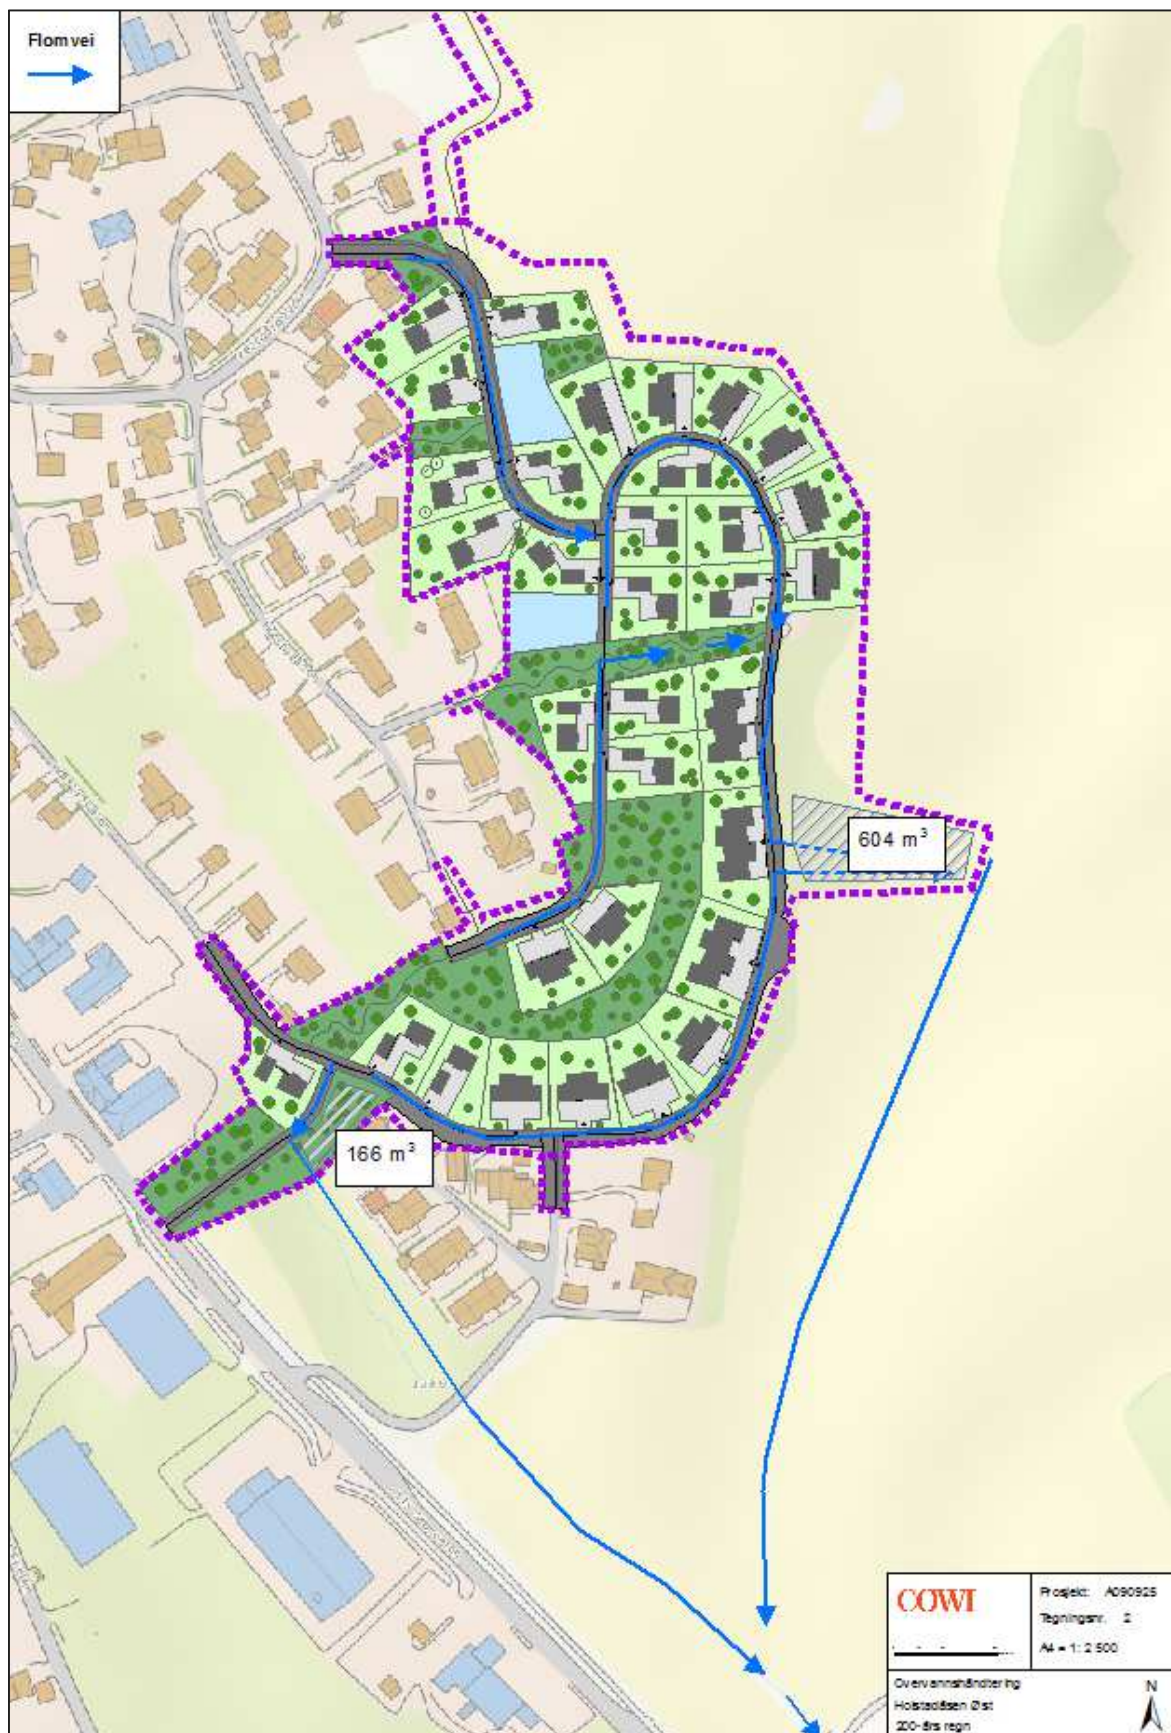 Flomvei
604 m³
166 m³
COWI
Prosjekt: A090925
Tegningsnr. 2
A4 = 1: 2 500
Overvannshåndtering
Holstadåsen Øst
200-års regn
N